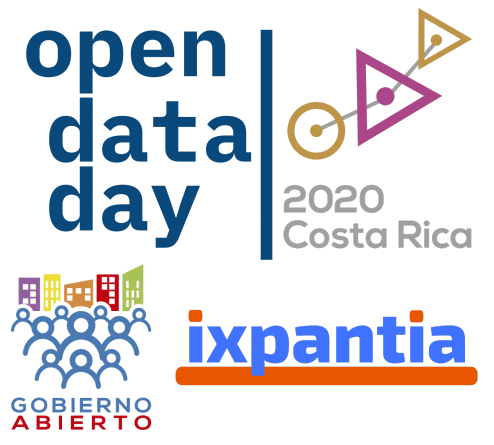 open
data
day
2020
Costa Rica
GOBIERNO
ABIERTO
ixpantia